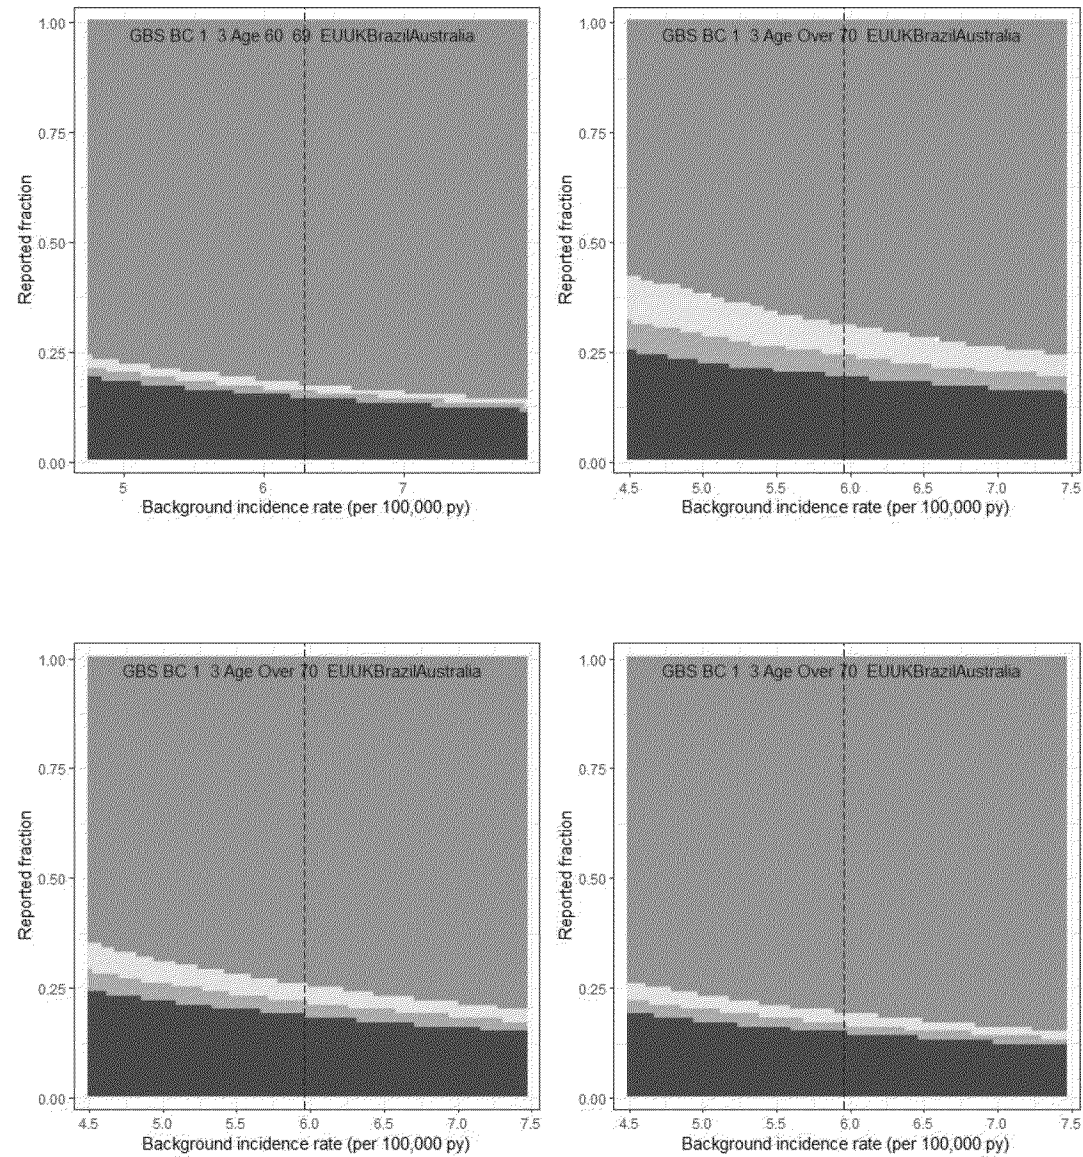 GBS BC 1 3 Age 60 69 EUUKBrazilAustralia
1.00
0.75
0.50
0.25
0.00
Reported fraction
5 6 7
Background incidence rate (per 100,000 py)
GBS BC 1 3 Age Over 70 EUUKBrazilAustralia
1.00
0.75
0.50
0.25
0.00
Reported fraction
4.5 5.0 5.5 6.0 6.5 7.0 7.5
Background incidence rate (per 100,000 py)
GBS BC 1 3 Age Over 70 EUUKBrazilAustralia
1.00
0.75
0.50
0.25
0.00
Reported fraction
4.5 5.0 5.5 6.0 6.5 7.0 7.5
Background incidence rate (per 100,000 py)
GBS BC 1 3 Age Over 70 EUUKBrazilAustralia
1.00
0.75
0.50
0.25
0.00
Reported fraction
4.5 5.0 5.5 6.0 6.5 7.0 7.5
Background incidence rate (per 100,000 py)